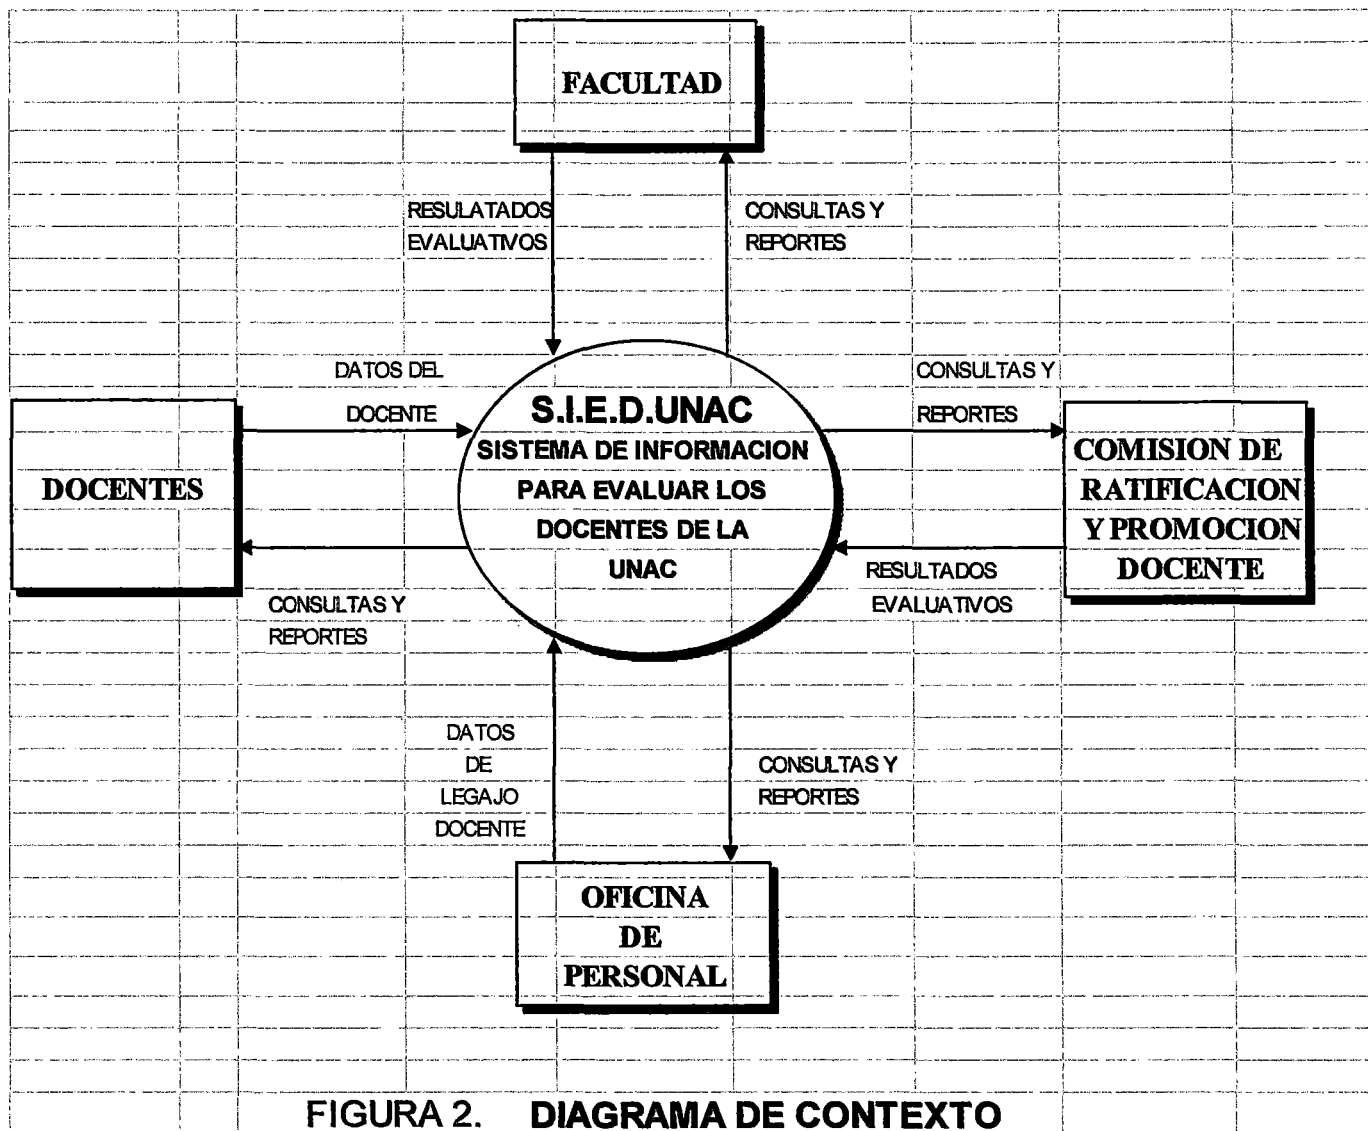 FACULTAD
RESULATADOS
EVALUATIVOS
CONSULTAS Y
REPORTES
DATOS DEL
DOCENTE
CONSULTAS Y
REPORTES
DOCENTES
S.I.E.D.UNAC
SISTEMA DE INFORMACION
PARA EVALUAR LOS
DOCENTES DE LA
UNAC
COMISION DE
RATIFICACION
Y PROMOCION
DOCENTE
CONSULTAS Y
REPORTES
RESULTADOS
EVALUATIVOS
DATOS
DE
LEGAJO
DOCENTE
CONSULTAS Y
REPORTES
OFICINA
DE
PERSONAL
FIGURA 2. DIAGRAMA DE CONTEXTO